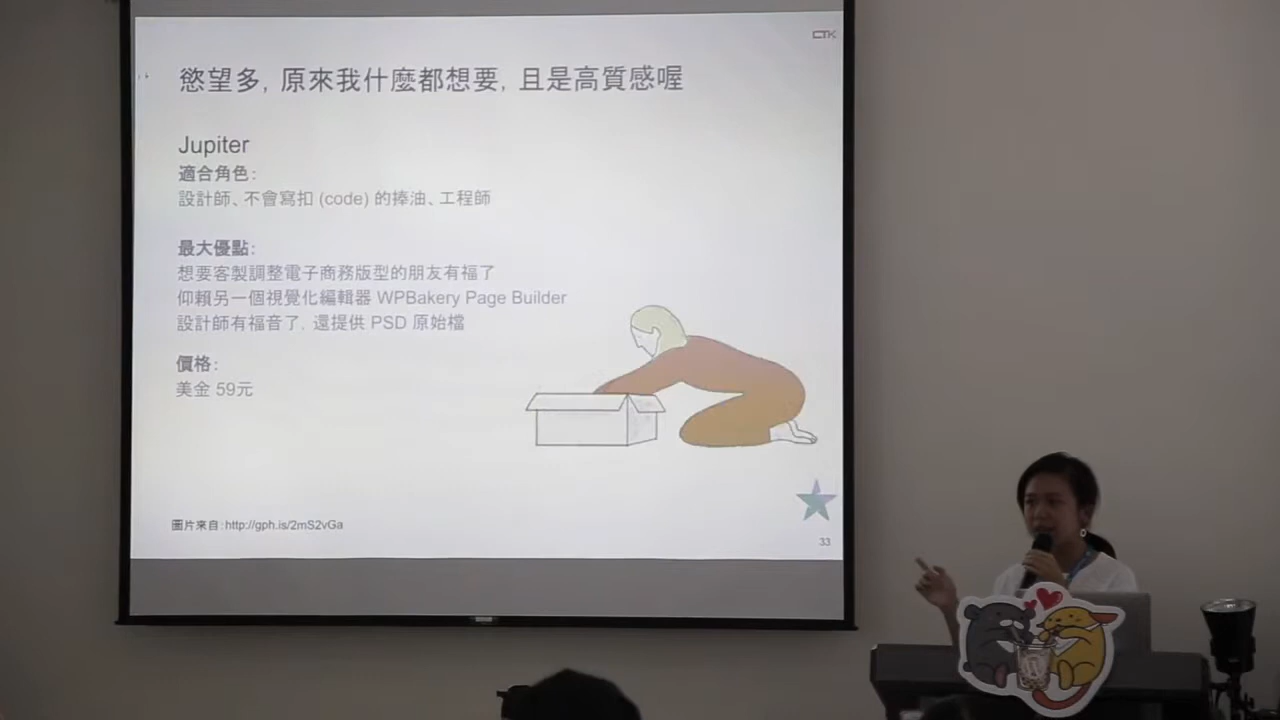 CTK
慾望多, 原來我什麼都想要, 且是高質感喔
Jupiter
適合角色:
設計師、不會寫扣 (code) 的捧油、工程師
最大優點:
想要客製調整電子商務版型的朋友有福了
仰賴另一個視覺化編輯器 WPBakery Page Builder
設計師有福音了, 還提供 PSD 原始檔
價格:
美金 59元
圖片來自: http://gph.is/2mS2vGa
33